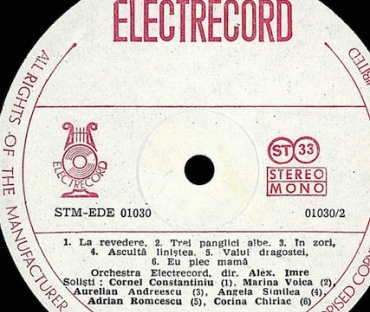 ELECTRECORD
ALL RIGHTS OF THE MANUFACTURER
ELECTRECORD
ST 33
STEREO
MONO
STM-EDE 01030
01030/2
1. La revedere. 2. Trei panglici albe. 3. In zori,
4. Ascultă liniștea. 5. Valul dragostei,
6. Eu plec mamă
Orchestra Electrecord, dir. Alex. Imre
Soliști : Cornel Constantiniu (1), Marina Voica (2),
Aurelian Andreescu (3), Angela Similea (4),
Adrian Romcescu (5), Corina Chiriac (6)